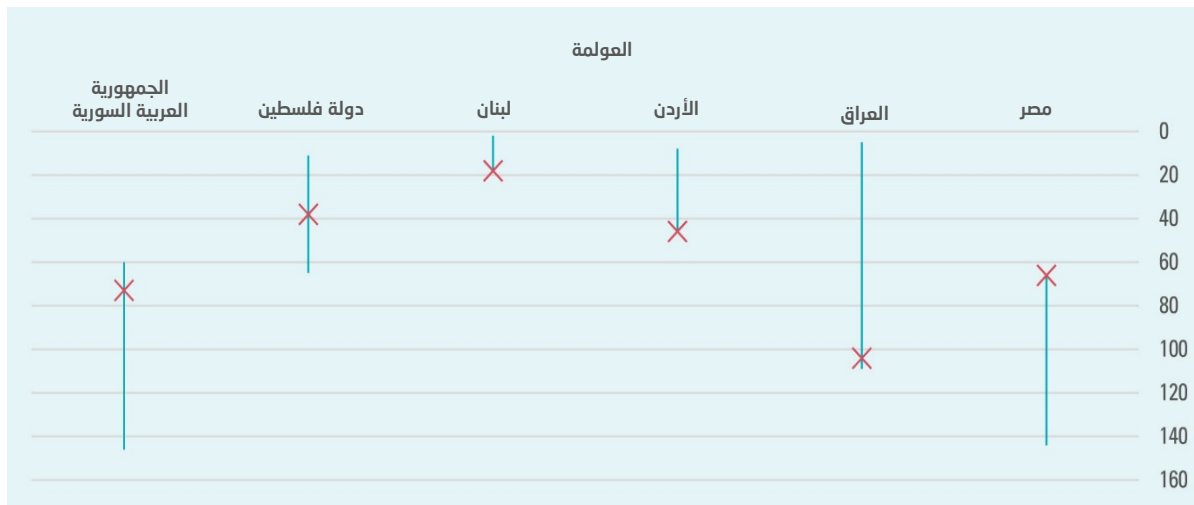 العولمة
مصر
العراق
الأردن
لبنان
دولة فلسطين
الجمهورية
العربية السورية
0
20
40
60
80
100
120
140
160